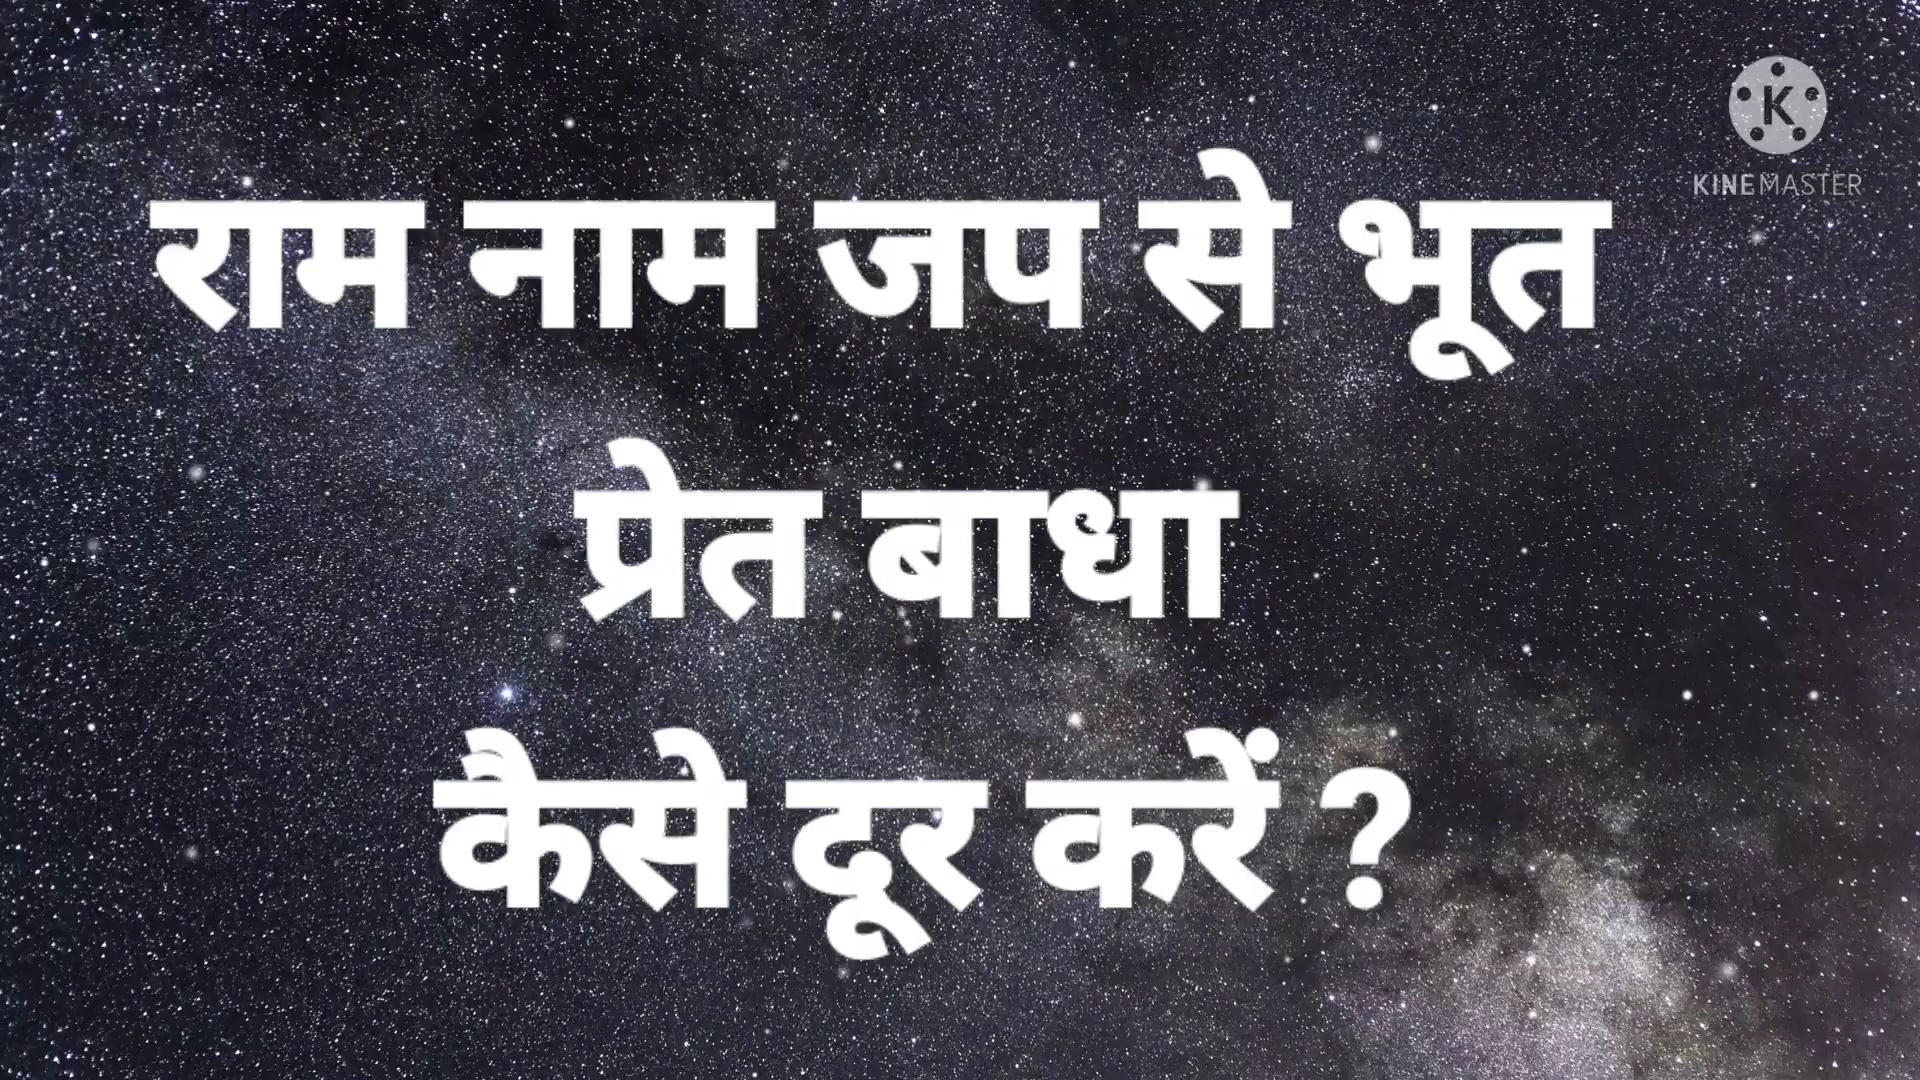 KINEMASTER
राम नाम जप से भूत
प्रेत बाधा
कैसे दूर करें ?